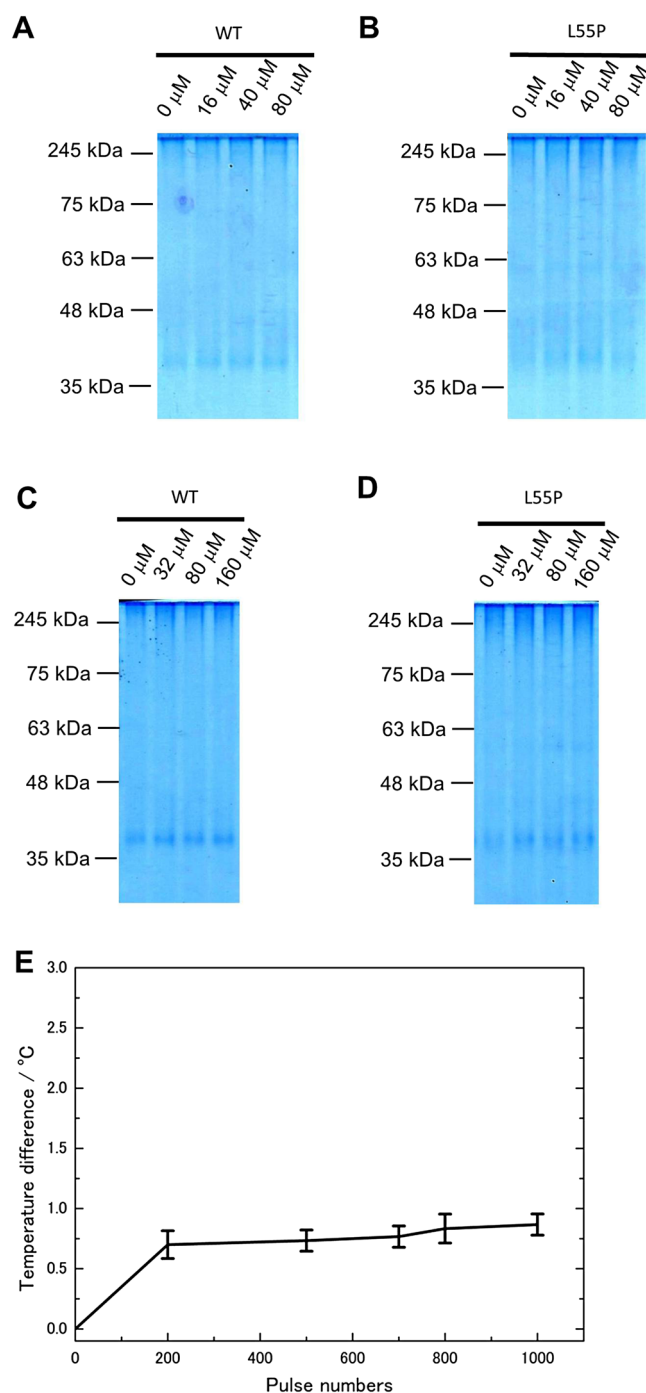 A
WT
0 μM 16 μM 40 μM 80 μM
245 kDa
75 kDa
63 kDa
48 kDa
35 kDa
B
L55P
0 μM 16 μM 40 μM 80 μM
245 kDa
75 kDa
63 kDa
48 kDa
35 kDa
C
WT
0 μM 32 μM 80 μM 160 μM
245 kDa
75 kDa
63 kDa
48 kDa
35 kDa
D
L55P
0 μM 32 μM 80 μM 160 μM
245 kDa
75 kDa
63 kDa
48 kDa
35 kDa
E
Temperature difference / °C
3.0
2.5
2.0
1.5
1.0
0.5
0.0
0 200 400 600 800 1000
Pulse numbers